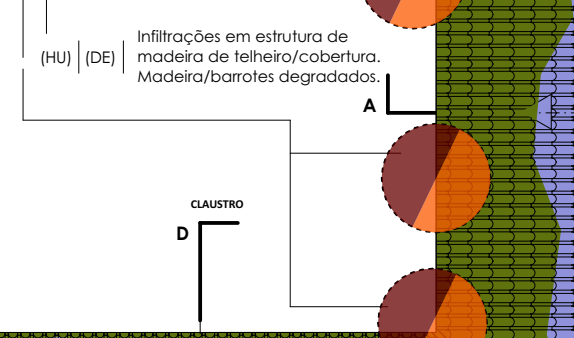 Infiltrações em estrutura de
(HU) (DE) madeira de telheiro/cobertura.
Madeira/barrotes degradados.
A
CLAUSTRO
D